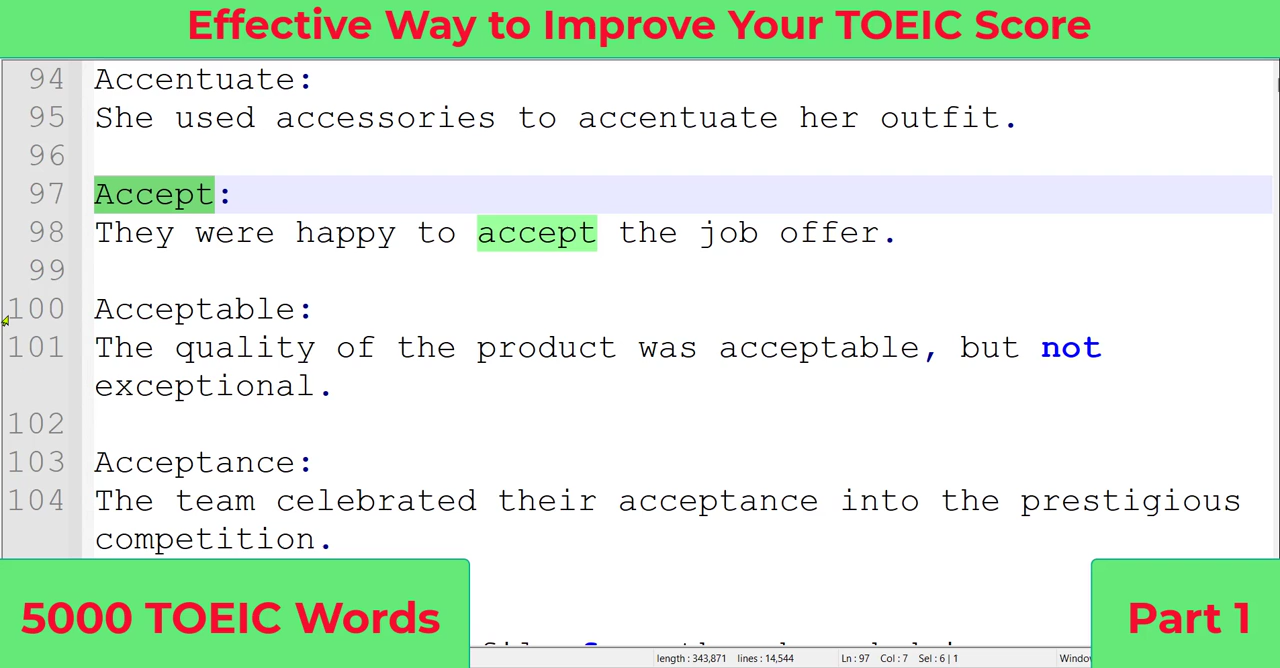 Effective Way to Improve Your TOEIC Score
94 Accentuate:
95 She used accessories to accentuate her outfit.
96
97 Accept:
98 They were happy to accept the job offer.
99
100 Acceptable:
101 The quality of the product was acceptable, but not
exceptional.
102
103 Acceptance:
104 The team celebrated their acceptance into the prestigious
competition.
5000 TOEIC Words
Part 1
length : 343,871 lines : 14,544 Ln : 97 Col : 7 Sel : 6 | 1